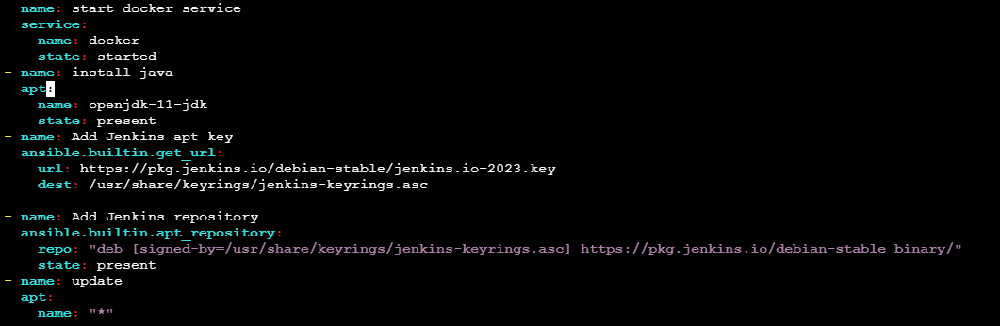 - name: start docker service
  service:
    name: docker
    state: started
- name: install java
  apt:
    name: openjdk-11-jdk
    state: present
- name: Add Jenkins apt key
  ansible.builtin.get_url:
    url: https://pkg.jenkins.io/debian-stable/jenkins.io-2023.key
    dest: /usr/share/keyrings/jenkins-keyrings.asc

- name: Add Jenkins repository
  ansible.builtin.apt_repository:
    repo: "deb [signed-by=/usr/share/keyrings/jenkins-keyrings.asc] https://pkg.jenkins.io/debian-stable binary/"
    state: present
- name: update
  apt:
    name: "*"